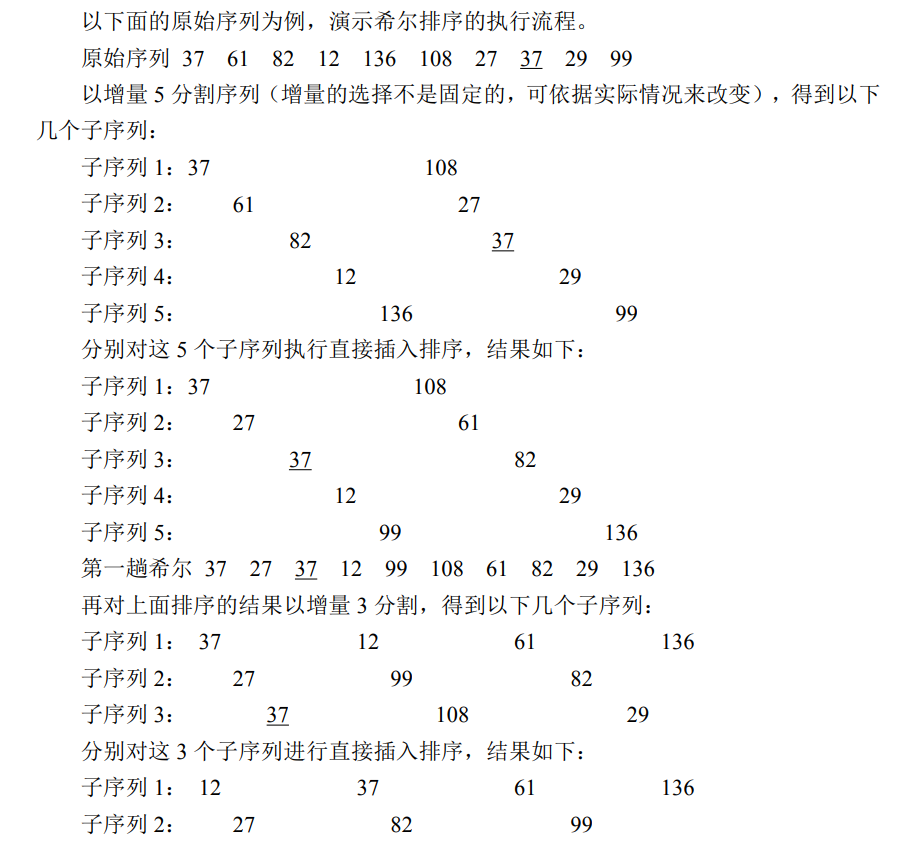 以下面的原始序列为例，演示希尔排序的执行流程。
原始序列 37 61 82 12 136 108 27 37 29 99
以增量 5 分割序列（增量的选择不是固定的，可依据实际情况来改变），得到以下
几个子序列：
子序列 1：37 108
子序列 2： 61 27
子序列 3： 82 37
子序列 4： 12 29
子序列 5： 136 99
分别对这 5 个子序列执行直接插入排序，结果如下：
子序列 1：37 108
子序列 2： 27 61
子序列 3： 37 82
子序列 4： 12 29
子序列 5： 99 136
第一趟希尔 37 27 37 12 99 108 61 82 29 136
再对上面排序的结果以增量 3 分割，得到以下几个子序列：
子序列 1： 37 12 61 136
子序列 2： 27 99 82
子序列 3： 37 108 29
分别对这 3 个子序列进行直接插入排序，结果如下：
子序列 1： 12 37 61 136
子序列 2： 27 82 99